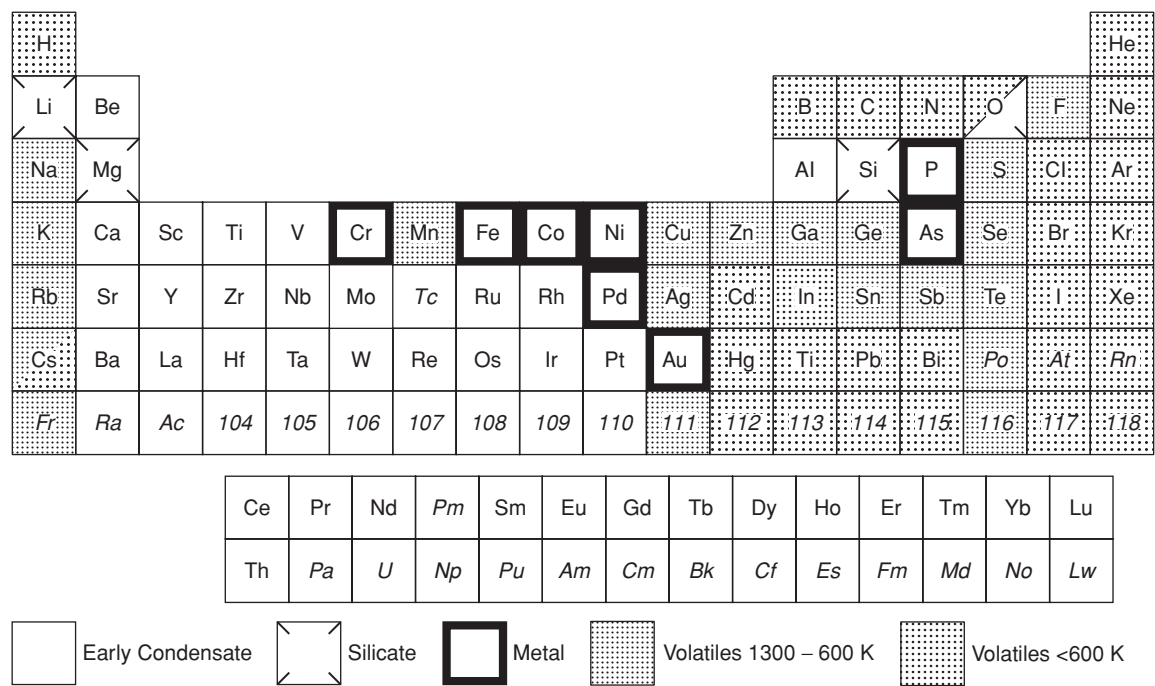 H He
Li Be B C N O F Ne
Na Mg Al Si P S Cl Ar
K Ca Sc Ti V Cr Mn Fe Co Ni Cu Zn Ga Ge As Se Br Kr
Rb Sr Y Zr Nb Mo Tc Ru Rh Pd Ag Cd In Sn Sb Te I Xe
Cs Ba La Hf Ta W Re Os Ir Pt Au Hg Ti Pb Bi Po At Rn
Fr Ra Ac 104 105 106 107 108 109 110 111 112 113 114 115 116 117 118
Ce Pr Nd Pm Sm Eu Gd Tb Dy Ho Er Tm Yb Lu
Th Pa U Np Pu Am Cm Bk Cf Es Fm Md No Lw
Early Condensate Silicate Metal Volatiles 1300 – 600 K Volatiles <600 K